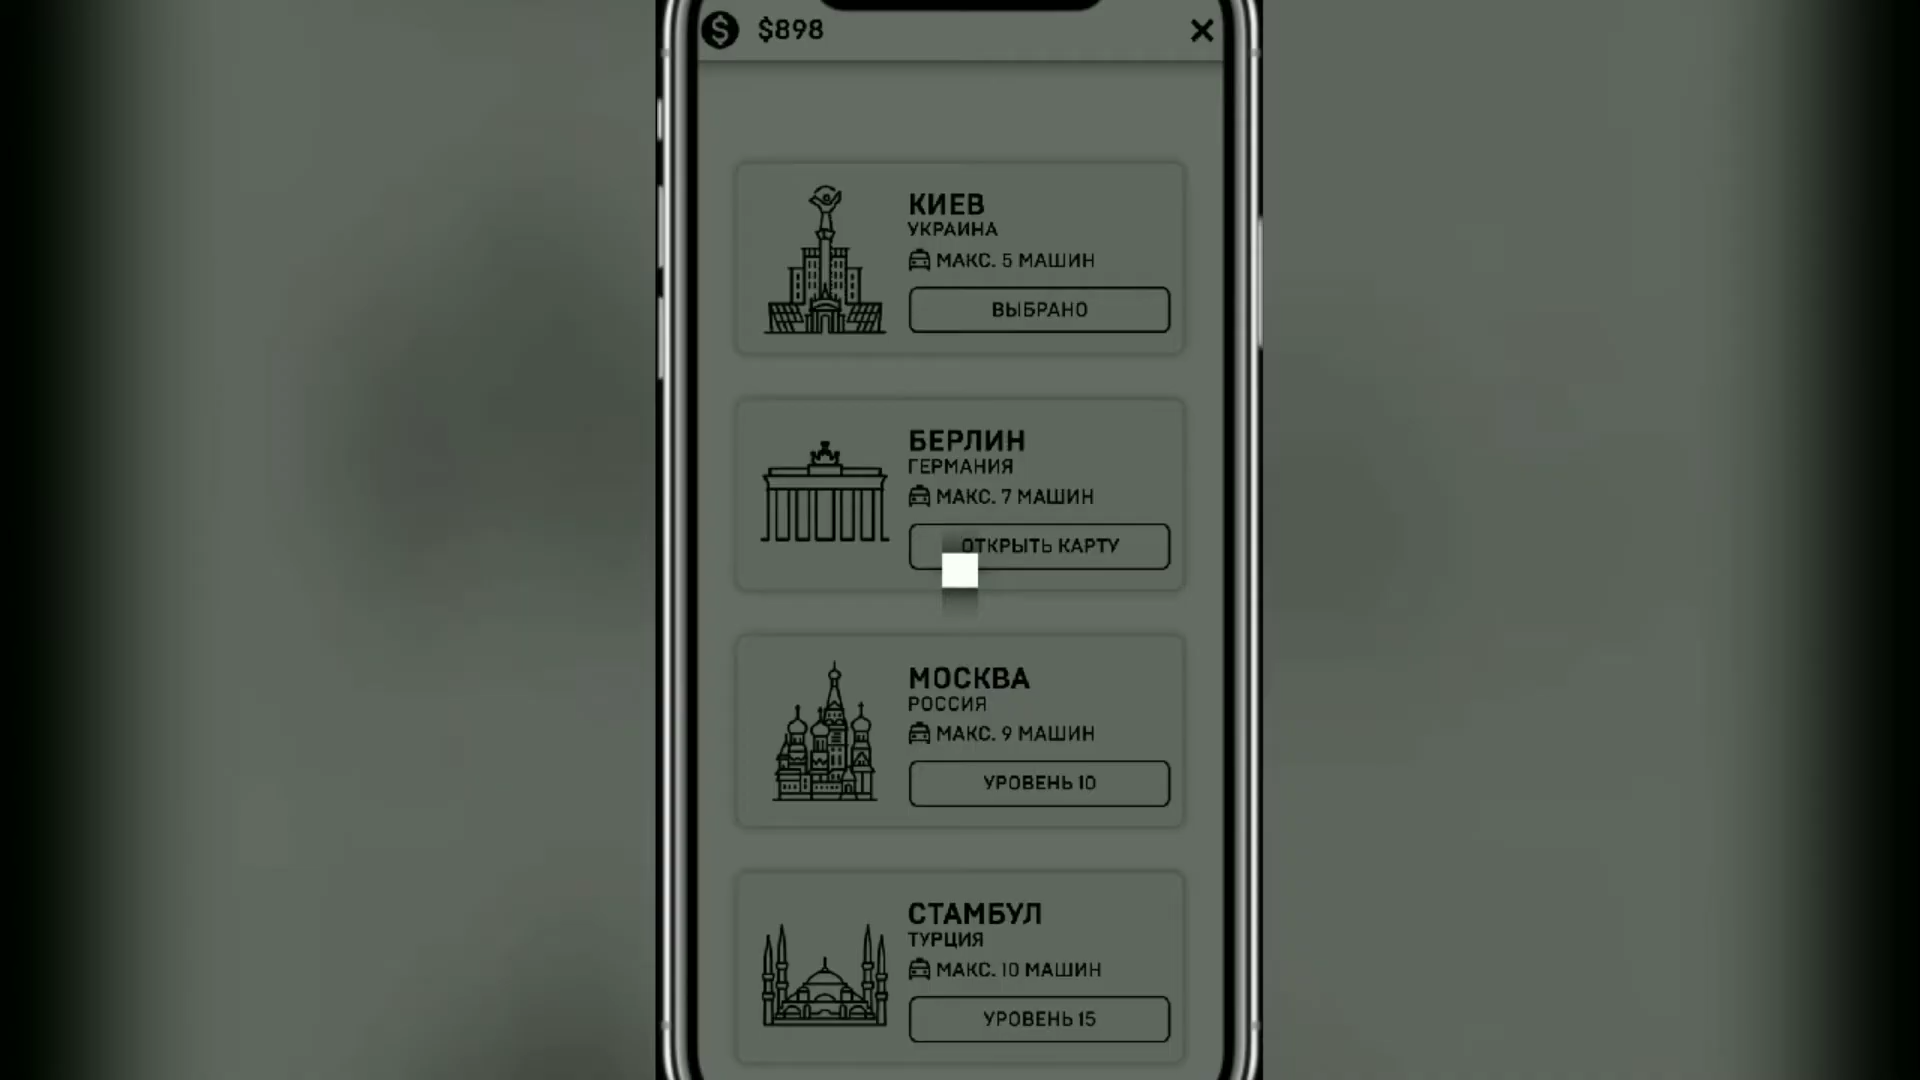 $898
КИЕВ
УКРАИНА
МАКС. 5 МАШИН
ВЫБРАНО
БЕРЛИН
ГЕРМАНИЯ
МАКС. 7 МАШИН
ОТКРЫТЬ КАРТУ
МОСКВА
РОССИЯ
МАКС. 9 МАШИН
УРОВЕНЬ 10
СТАМБУЛ
ТУРЦИЯ
МАКС. 10 МАШИН
УРОВЕНЬ 15